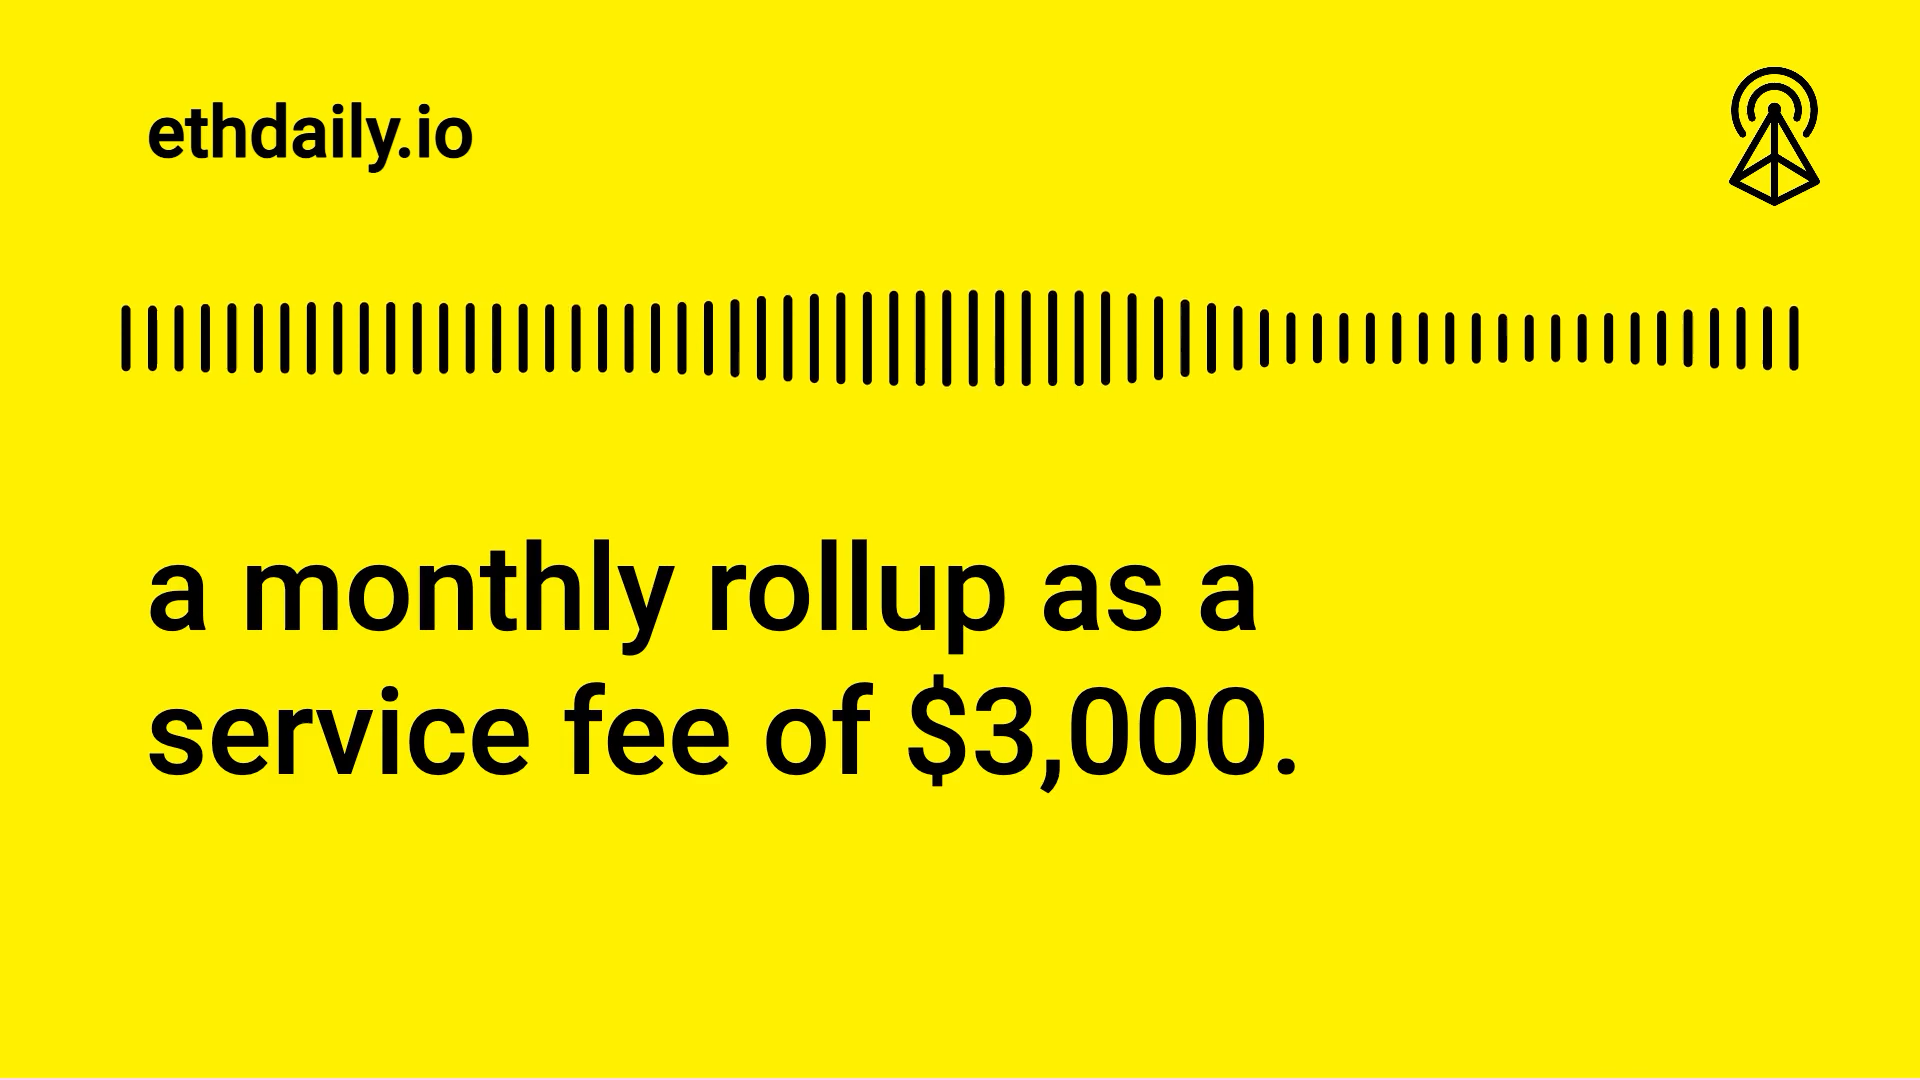 ethdaily.io
a monthly rollup as a
service fee of $3,000.